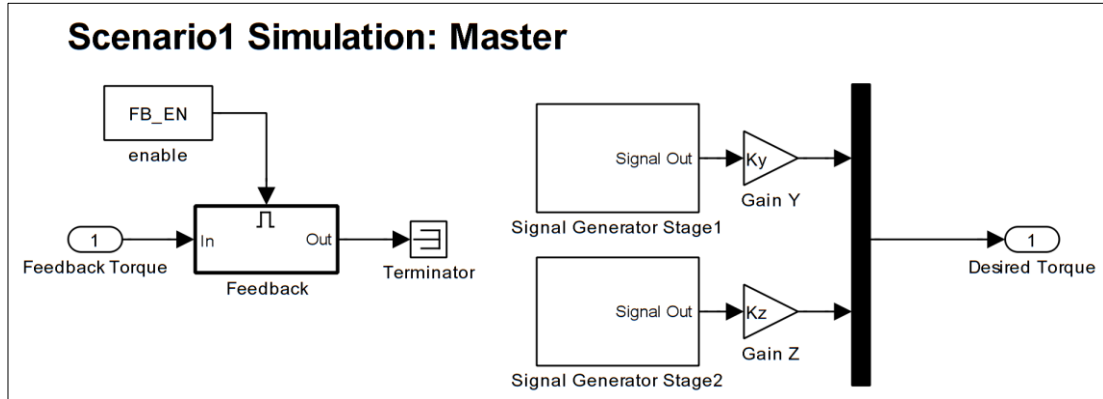 Scenario1 Simulation: Master
FB_EN
enable
1
Feedback Torque
In
Out
Feedback
Terminator
Signal Out
Signal Generator Stage1
Ky
Gain Y
Signal Out
Signal Generator Stage2
Kz
Gain Z
1
Desired Torque